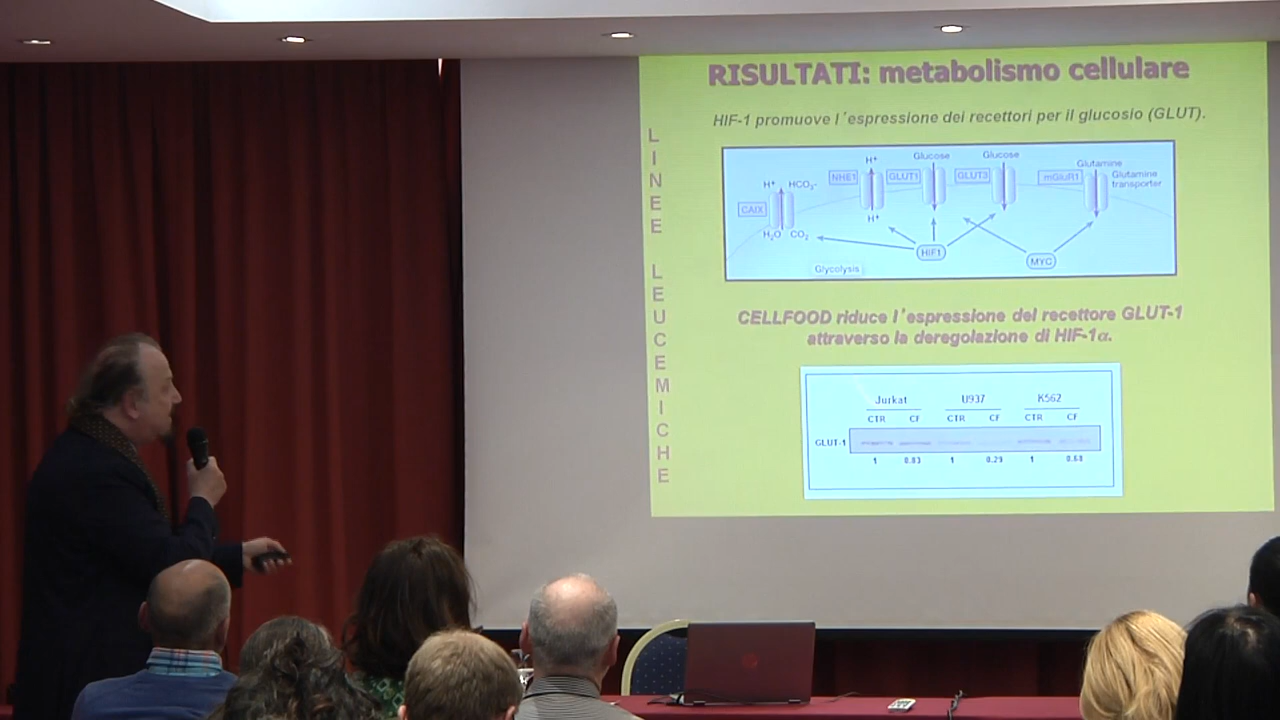 RISULTATI: metabolismo cellulare
HIF-1 promuove l'espressione dei recettori per il glucosio (GLUT).
LINEE LEUCEMICHE
H⁺
Glucose
Glucose
Glutamine
NHE1
GLUT1
GLUT3
mGluR1
Glutamine
transporter
H⁺ HCO₃⁻
CAIX
H⁺
H₂O CO₂
HIF1
MYC
Glycolysis
CELLFOOD riduce l'espressione del recettore GLUT-1
attraverso la deregolazione di HIF-1α.
Jurkat U937 K562
CTR CF CTR CF CTR CF
GLUT-1
1 0.83 1 0.29 1 0.68